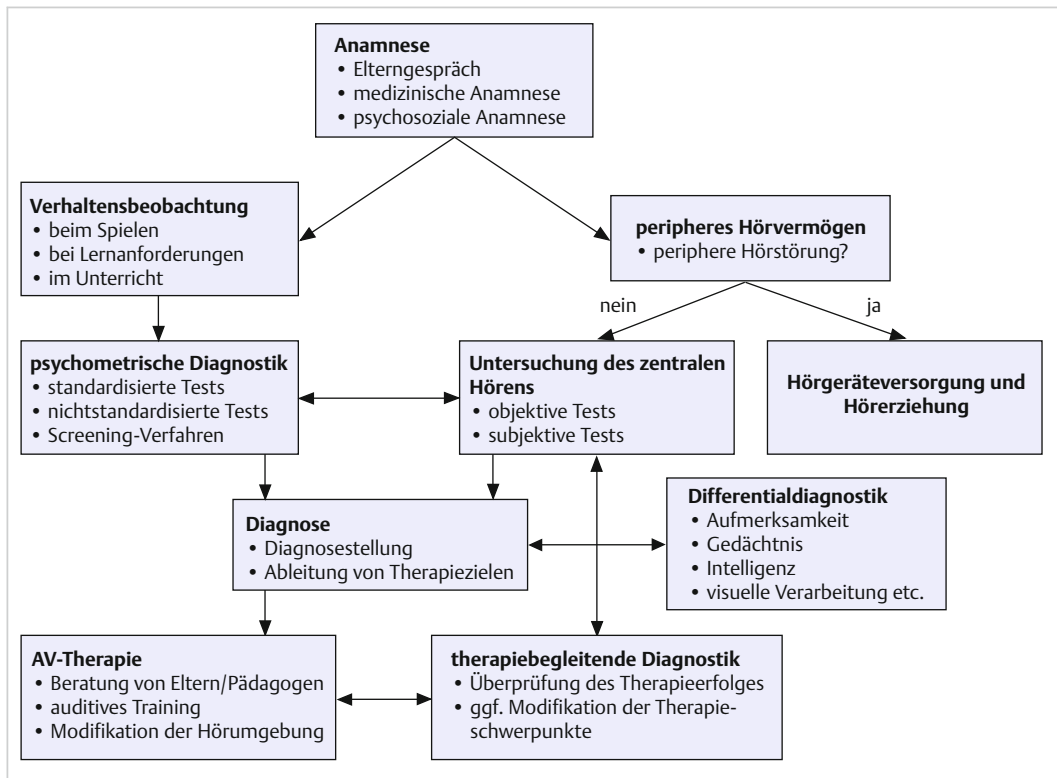 Anamnese
• Elterngespräch
• medizinische Anamnese
• psychosoziale Anamnese
Verhaltensbeobachtung
• beim Spielen
• bei Lernanforderungen
• im Unterricht
peripheres Hörvermögen
• periphere Hörstörung?
nein
ja
psychometrische Diagnostik
• standardisierte Tests
• nichtstandardisierte Tests
• Screening-Verfahren
Untersuchung des zentralen
Hörens
• objektive Tests
• subjektive Tests
Hörgeräteversorgung und
Hörerziehung
Diagnose
• Diagnosestellung
• Ableitung von Therapiezielen
Differentialdiagnostik
• Aufmerksamkeit
• Gedächtnis
• Intelligenz
• visuelle Verarbeitung etc.
AV-Therapie
• Beratung von Eltern/Pädagogen
• auditives Training
• Modifikation der Hörumgebung
therapiebegleitende Diagnostik
• Überprüfung des Therapieerfolges
• ggf. Modifikation der Therapie-
schwerpunkte